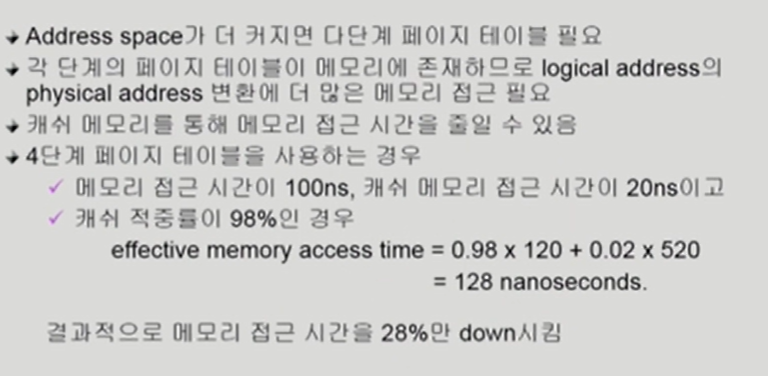 Address space가 더 커지면 다단계 페이지 테이블 필요
각 단계의 페이지 테이블이 메모리에 존재하므로 logical address의
physical address 변환에 더 많은 메모리 접근 필요
캐쉬 메모리를 통해 메모리 접근 시간을 줄일 수 있음
4단계 페이지 테이블을 사용하는 경우
✓ 메모리 접근 시간이 100ns, 캐쉬 메모리 접근 시간이 20ns이고
✓ 캐쉬 적중률이 98%인 경우
effective memory access time = 0.98 x 120 + 0.02 x 520
= 128 nanoseconds.
결과적으로 메모리 접근 시간을 28%만 down시킴